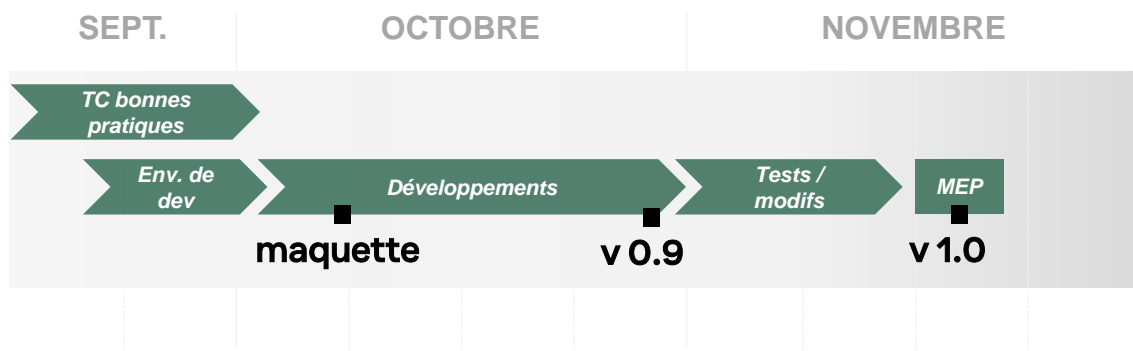 SEPT.
OCTOBRE
NOVEMBRE
TC bonnes
pratiques
Env. de
dev
Développements
Tests /
modifs
MEP
maquette
v 0.9
v 1.0